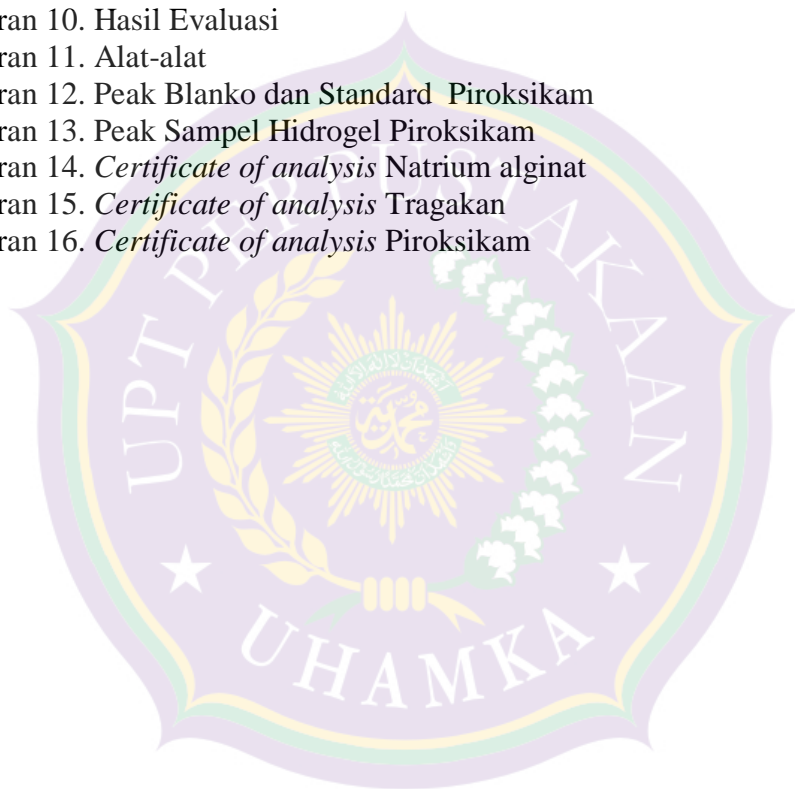 ran 10. Hasil Evaluasi
ran 11. Alat-alat
ran 12. Peak Blanko dan Standard Piroksikam
ran 13. Peak Sampel Hidrogel Piroksikam
ran 14. Certificate of analysis Natrium alginat
ran 15. Certificate of analysis Tragakan
ran 16. Certificate of analysis Piroksikam
UPT PERPUSTAKAAN
محمدية
UHAMKA